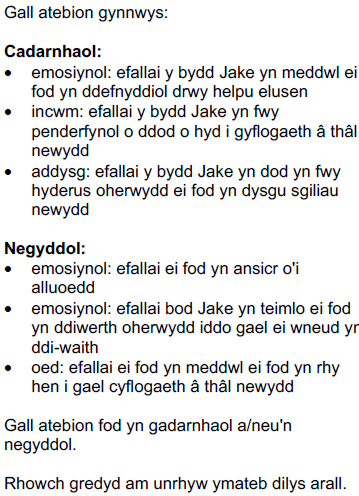 Gall atebion gynnwys:
Cadarnhaol:
• emosiynol: efallai y bydd Jake yn meddwl ei
fod yn ddefnyddiol drwy helpu elusen
• incwm: efallai y bydd Jake yn fwy
penderfynol o ddod o hyd i gyflogaeth â thâl
newydd
• addysg: efallai y bydd Jake yn dod yn fwy
hyderus oherwydd ei fod yn dysgu sgiliau
newydd
Negyddol:
• emosiynol: efallai ei fod yn ansicr o'i
alluoedd
• emosiynol: efallai bod Jake yn teimlo ei fod
yn ddiwerth oherwydd iddo gael ei wneud yn
ddi-waith
• oed: efallai ei fod yn meddwl ei fod yn rhy
hen i gael cyflogaeth â thâl newydd
Gall atebion fod yn gadarnhaol a/neu'n
negyddol.
Rhowch gredyd am unrhyw ymateb dilys arall.